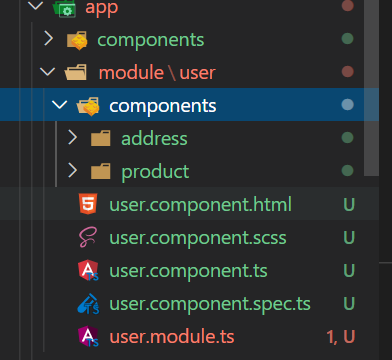 app
components
module\user
components
address
product
user.component.html U
user.component.scss U
user.component.ts U
user.component.spec.ts U
user.module.ts 1, U